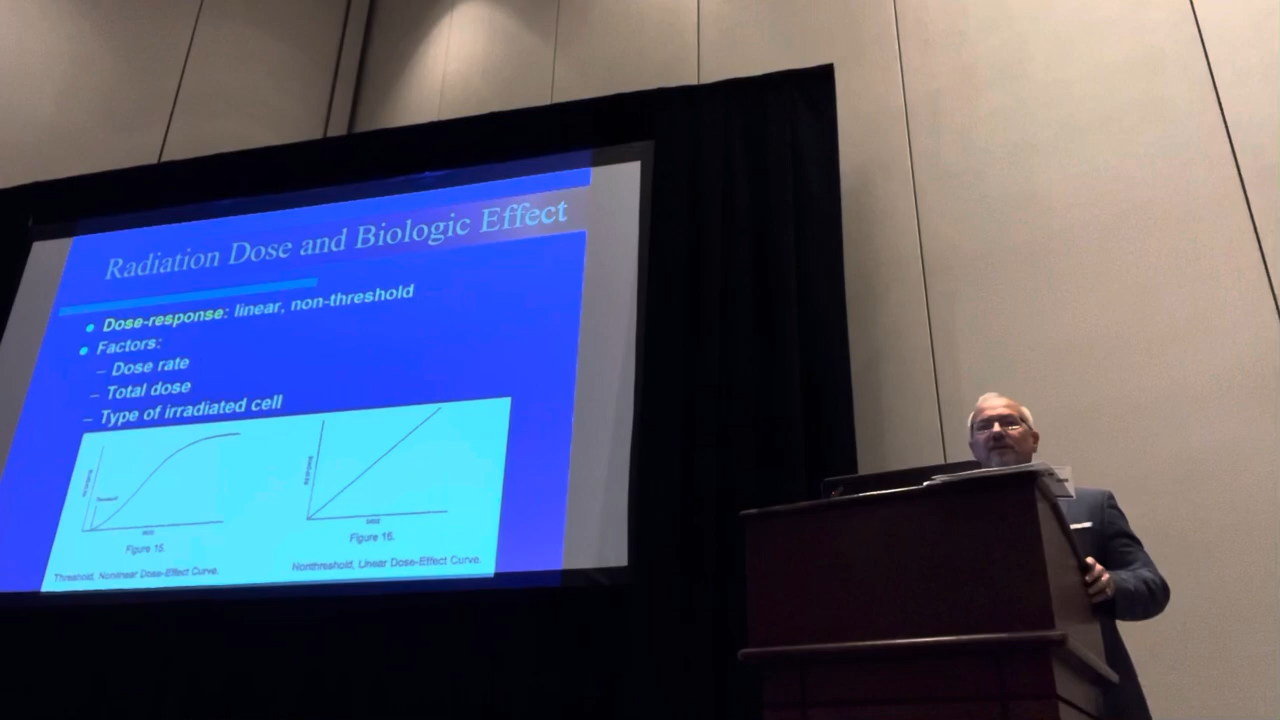 Radiation Dose and Biologic Effect
Dose-response: linear, non-threshold
Factors:
– Dose rate
– Total dose
– Type of irradiated cell
Threshold
Figure 15.
Figure 16.
Threshold, Nonlinear Dose-Effect Curve.
Nonthreshold, Linear Dose-Effect Curve.